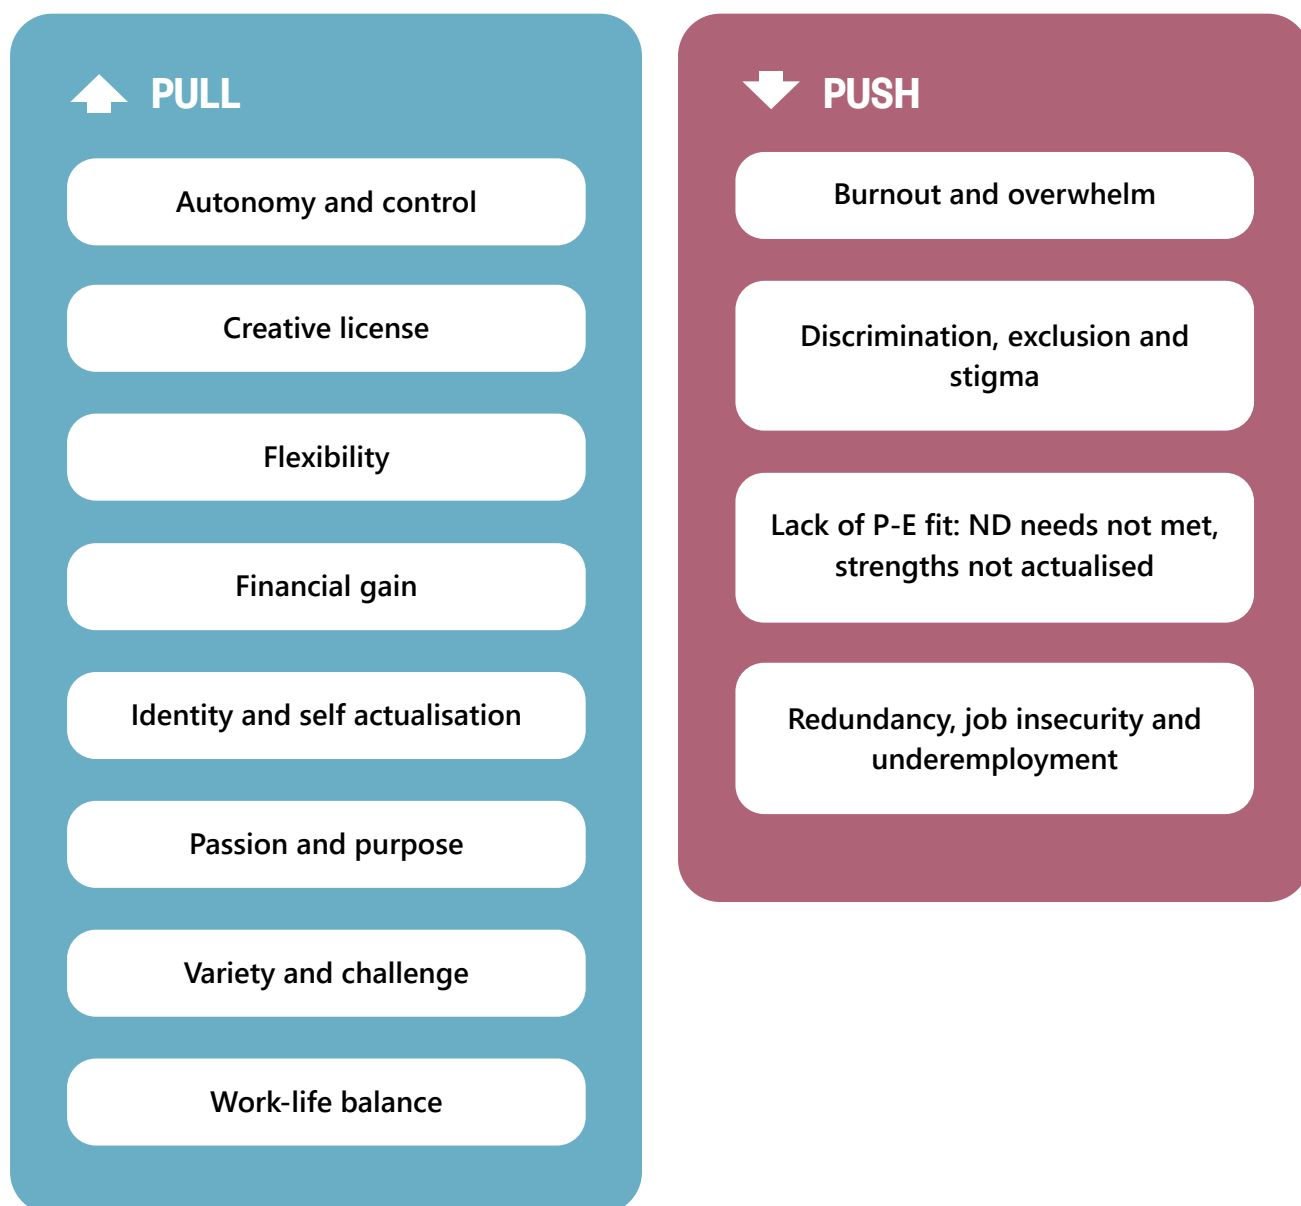 PULL
Autonomy and control
Creative license
Flexibility
Financial gain
Identity and self actualisation
Passion and purpose
Variety and challenge
Work-life balance
PUSH
Burnout and overwhelm
Discrimination, exclusion and
stigma
Lack of P-E fit: ND needs not met,
strengths not actualised
Redundancy, job insecurity and
underemployment